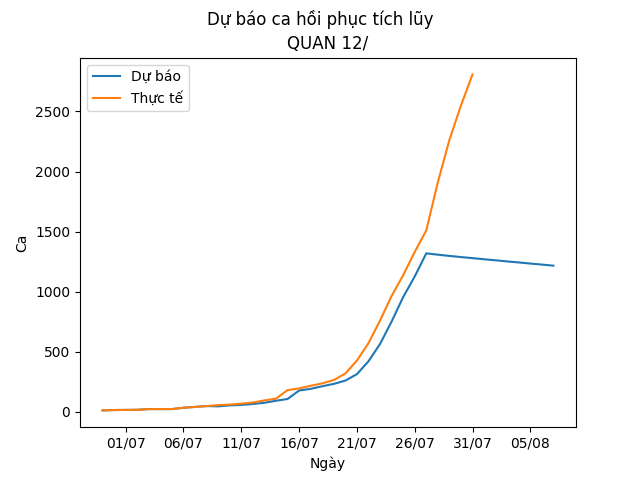 Dự báo ca hồi phục tích lũy
QUAN 12/
Dự báo
Thực tế
2500
2000
1500
1000
500
0
Ca
01/07 06/07 11/07 16/07 21/07 26/07 31/07 05/08
Ngày